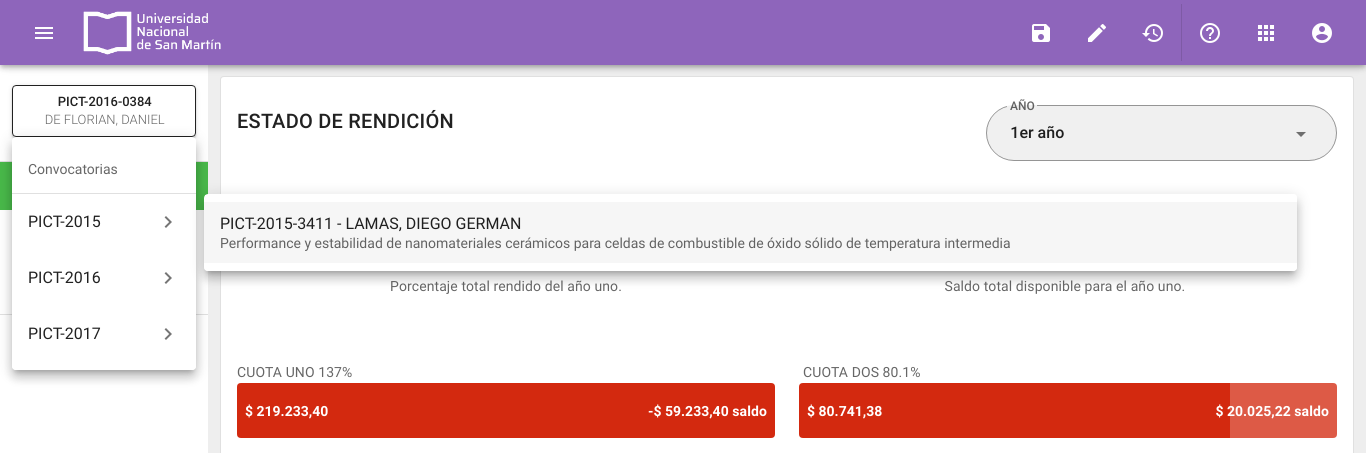 Universidad
Nacional
de San Martín
PICT-2016-0384
DE FLORIAN, DANIEL
Convocatorias
PICT-2015
PICT-2016
PICT-2017
ESTADO DE RENDICIÓN
AÑO
1er año
PICT-2015-3411 - LAMAS, DIEGO GERMAN
Performance y estabilidad de nanomateriales cerámicos para celdas de combustible de óxido sólido de temperatura intermedia
Porcentaje total rendido del año uno.
Saldo total disponible para el año uno.
CUOTA UNO 137%
$ 219.233,40
-$ 59.233,40 saldo
CUOTA DOS 80.1%
$ 80.741,38
$ 20.025,22 saldo